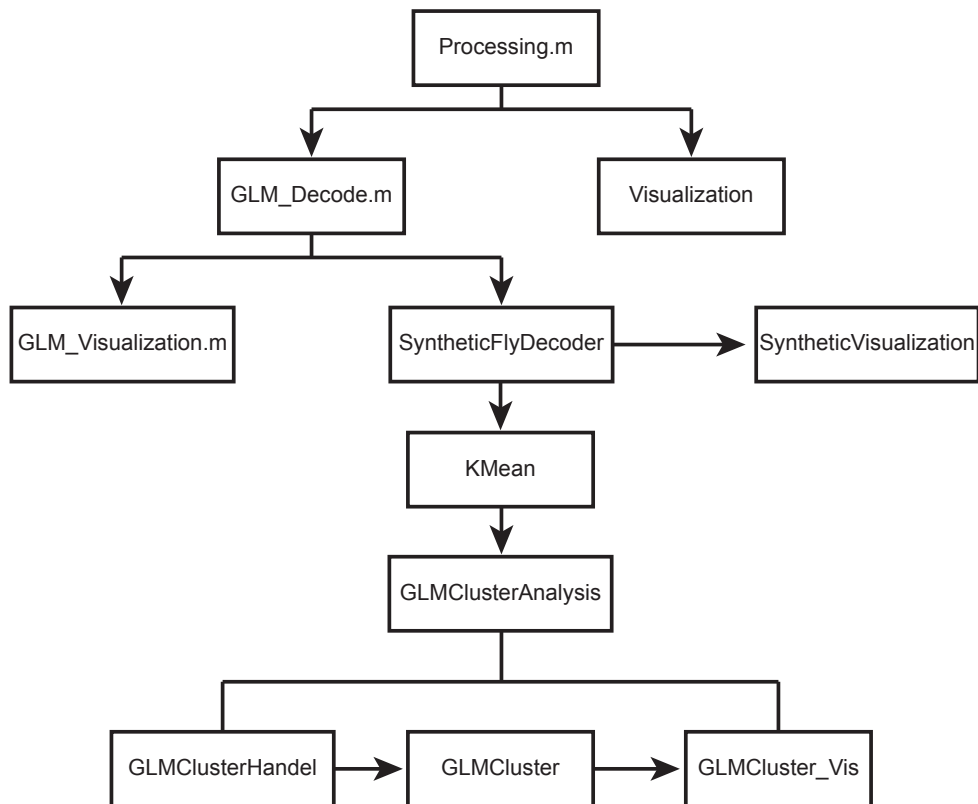 Processing.m
GLM_Decode.m
Visualization
GLM_Visualization.m
SyntheticFlyDecoder
SyntheticVisualization
KMean
GLMClusterAnalysis
GLMClusterHandel
GLMCluster
GLMCluster_Vis